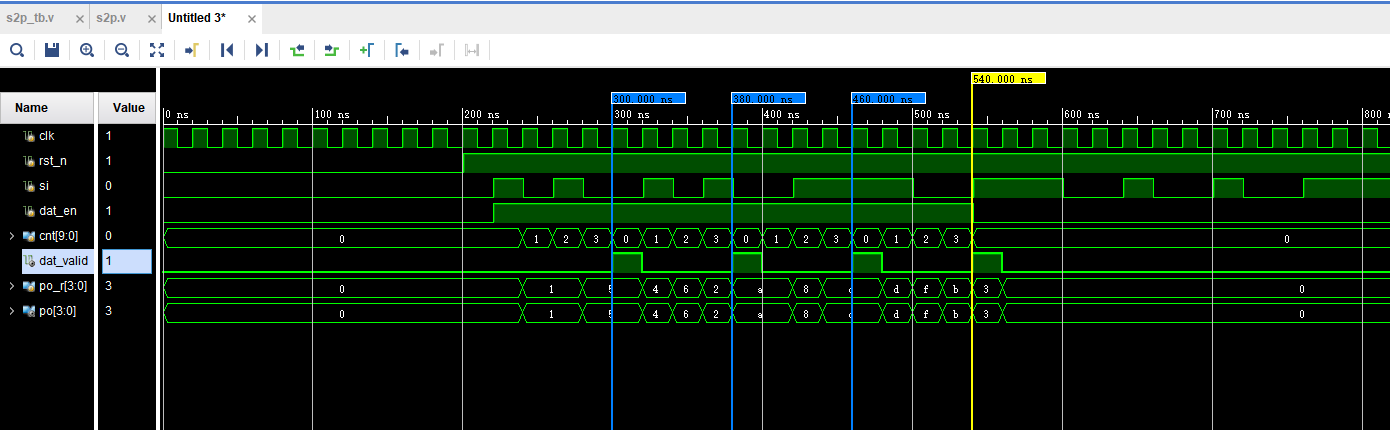 s2p_tb.v × s2p.v × Untitled 3* ×
540.000 ns
Name Value
300.000 ns 380.000 ns 460.000 ns
0 ns 100 ns 200 ns 300 ns 400 ns 500 ns 600 ns 700 ns 800 n
clk 1
rst_n 1
si 0
dat_en 1
cnt[9:0] 0 0 1 2 3 0 1 2 3 0 1 2 3 0 1 2 3 0
dat_valid 1
po_r[3:0] 3 0 1 5 4 6 2 a 8 c d f b 3 0
po[3:0] 3 0 1 5 4 6 2 a 8 c d f b 3 0